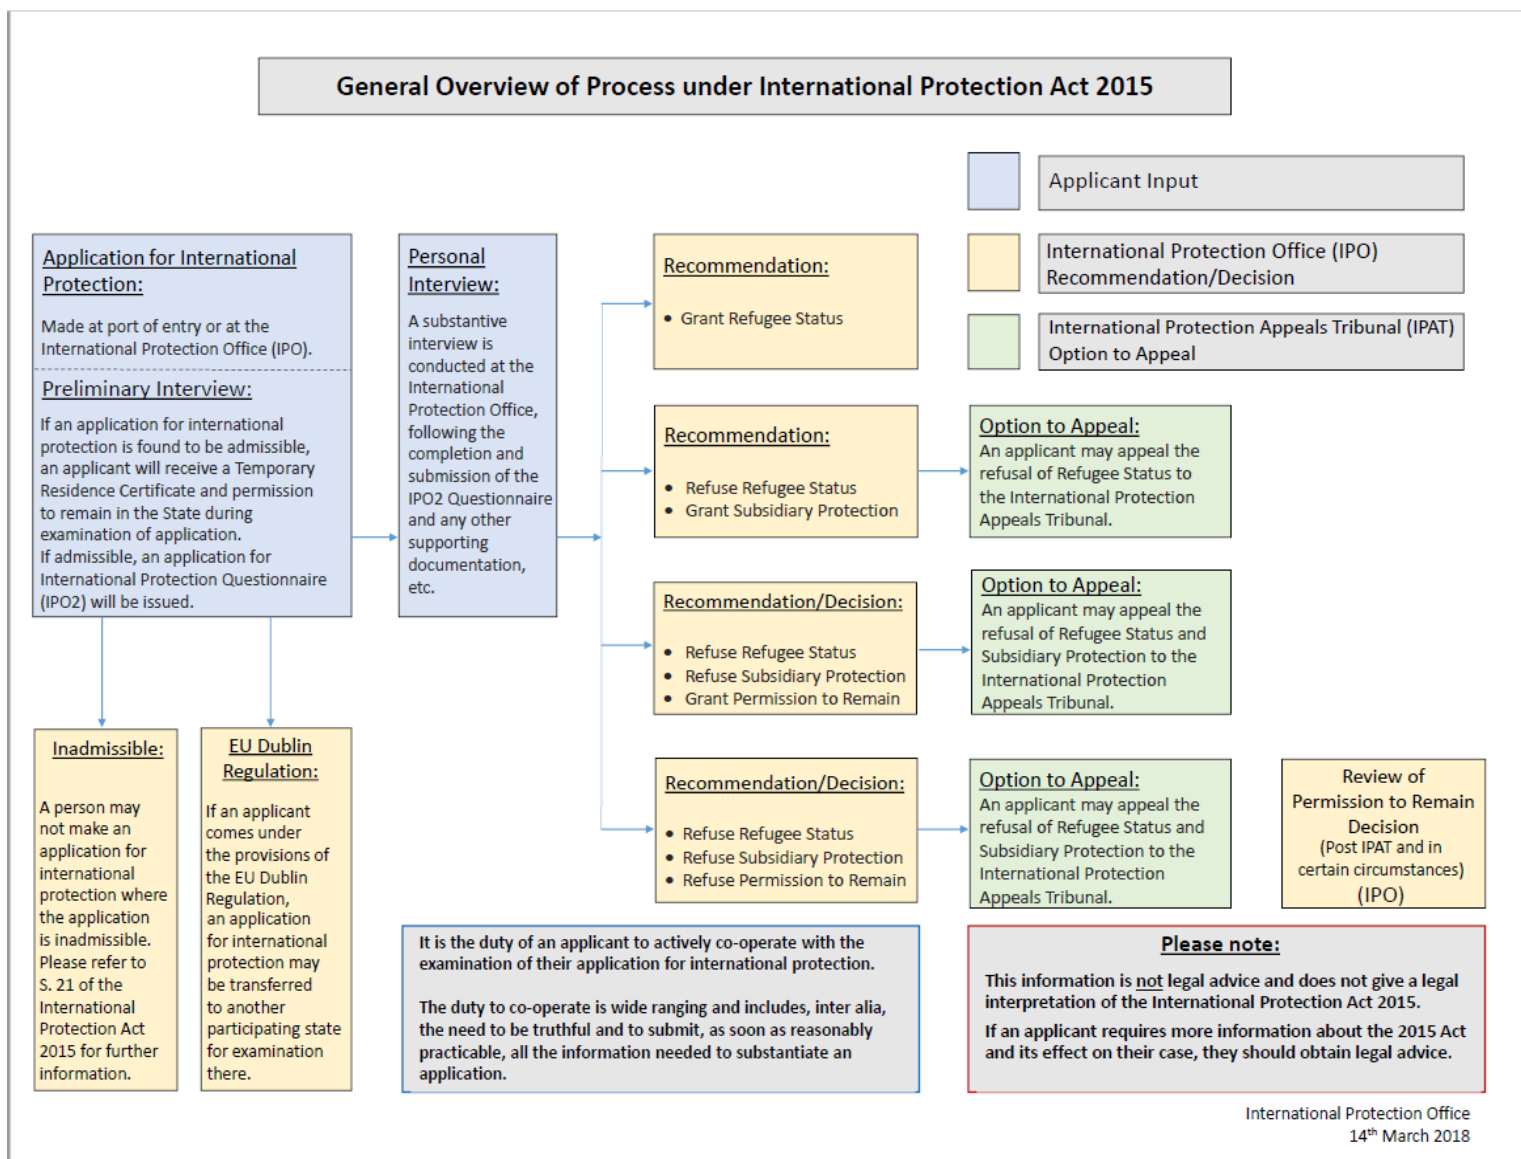 General Overview of Process under International Protection Act 2015
Applicant Input
International Protection Office (IPO)
Recommendation/Decision
International Protection Appeals Tribunal (IPAT)
Option to Appeal
Application for International
Protection:
Made at port of entry or at the
International Protection Office (IPO).
Preliminary Interview:
If an application for international
protection is found to be admissible,
an applicant will receive a Temporary
Residence Certificate and permission
to remain in the State during
examination of application.
If admissible, an application for
International Protection Questionnaire
(IPO2) will be issued.
Personal
Interview:
A substantive
interview is
conducted at the
International
Protection Office,
following the
completion and
submission of the
IPO2 Questionnaire
and any other
supporting
documentation,
etc.
Recommendation:
• Grant Refugee Status
Recommendation:
• Refuse Refugee Status
• Grant Subsidiary Protection
Option to Appeal:
An applicant may appeal the
refusal of Refugee Status to
the International Protection
Appeals Tribunal.
Recommendation/Decision:
• Refuse Refugee Status
• Refuse Subsidiary Protection
• Grant Permission to Remain
Option to Appeal:
An applicant may appeal the
refusal of Refugee Status and
Subsidiary Protection to the
International Protection
Appeals Tribunal.
Recommendation/Decision:
• Refuse Refugee Status
• Refuse Subsidiary Protection
• Refuse Permission to Remain
Option to Appeal:
An applicant may appeal the
refusal of Refugee Status and
Subsidiary Protection to the
International Protection
Appeals Tribunal.
Review of
Permission to Remain
Decision
(Post IPAT and in
certain circumstances)
(IPO)
Inadmissible:
A person may
not make an
application for
international
protection where
the application
is inadmissible.
Please refer to
S. 21 of the
International
Protection Act
2015 for further
information.
EU Dublin
Regulation:
If an applicant
comes under
the provisions of
the EU Dublin
Regulation,
an application
for international
protection may
be transferred
to another
participating state
for examination
there.
It is the duty of an applicant to actively co-operate with the
examination of their application for international protection.
The duty to co-operate is wide ranging and includes, inter alia,
the need to be truthful and to submit, as soon as reasonably
practicable, all the information needed to substantiate an
application.
Please note:
This information is not legal advice and does not give a legal
interpretation of the International Protection Act 2015.
If an applicant requires more information about the 2015 Act
and its effect on their case, they should obtain legal advice.
International Protection Office
14th March 2018